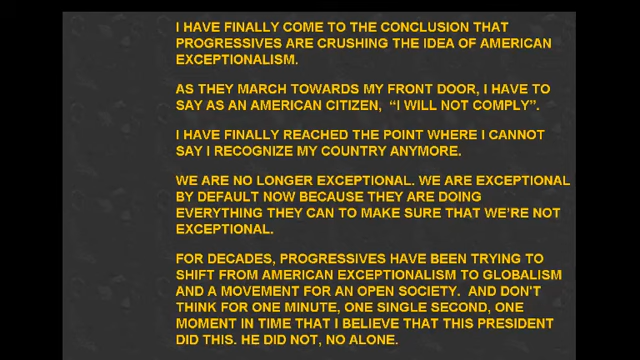 I HAVE FINALLY COME TO THE CONCLUSION THAT
PROGRESSIVES ARE CRUSHING THE IDEA OF AMERICAN
EXCEPTIONALISM.
AS THEY MARCH TOWARDS MY FRONT DOOR, I HAVE TO
SAY AS AN AMERICAN CITIZEN,  “I WILL NOT COMPLY”.
I HAVE FINALLY REACHED THE POINT WHERE I CANNOT
SAY I RECOGNIZE MY COUNTRY ANYMORE.
WE ARE NO LONGER EXCEPTIONAL. WE ARE EXCEPTIONAL
BY DEFAULT NOW BECAUSE THEY ARE DOING
EVERYTHING THEY CAN TO MAKE SURE THAT WE’RE NOT
EXCEPTIONAL.
FOR DECADES, PROGRESSIVES HAVE BEEN TRYING TO
SHIFT FROM AMERICAN EXCEPTIONALISM TO GLOBALISM
AND A MOVEMENT FOR AN OPEN SOCIETY.  AND DON'T
THINK FOR ONE MINUTE, ONE SINGLE SECOND, ONE
MOMENT IN TIME THAT I BELIEVE THAT THIS PRESIDENT
DID THIS. HE DID NOT, NO ALONE.